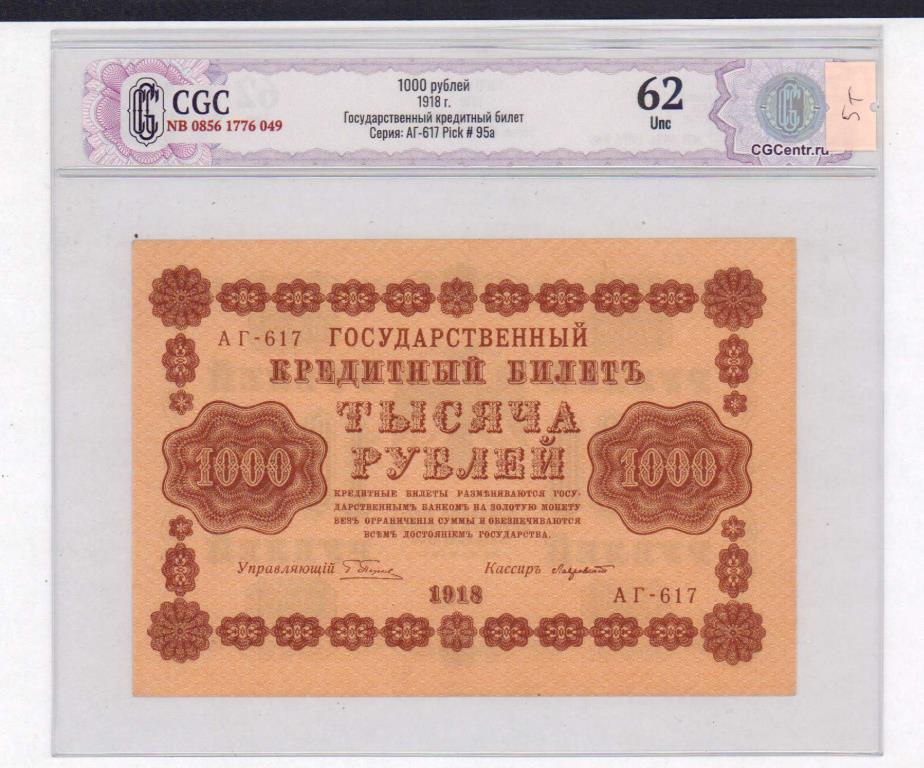 CGC
NB 0856 1776 049
1000 рублей
1918 г.
Государственный кредитный билет
Серия: АГ-617 Pick # 95a
62
Unc
CGCentr.ru
5т
АГ-617 ГОСУДАРСТВЕННЫЙ
КРЕДИТНЫЙ БИЛЕТЪ
ТЫСЯЧА
РУБЛЕЙ
1000
1000
КРЕДИТНЫЕ БИЛЕТЫ РАЗМѢНИВАЮТСЯ ГОСУ-
ДАРСТВЕННЫМЪ БАНКОМЪ НА ЗОЛОТУЮ МОНЕТУ
БЕЗЪ ОГРАНИЧЕНІЯ СУММЫ И ОБЕЗПЕЧИВАЮТСЯ
ВСѢМЪ ДОСТОЯНІЕМЪ ГОСУДАРСТВА.
Управляющій
Кассиръ
1918
АГ-617